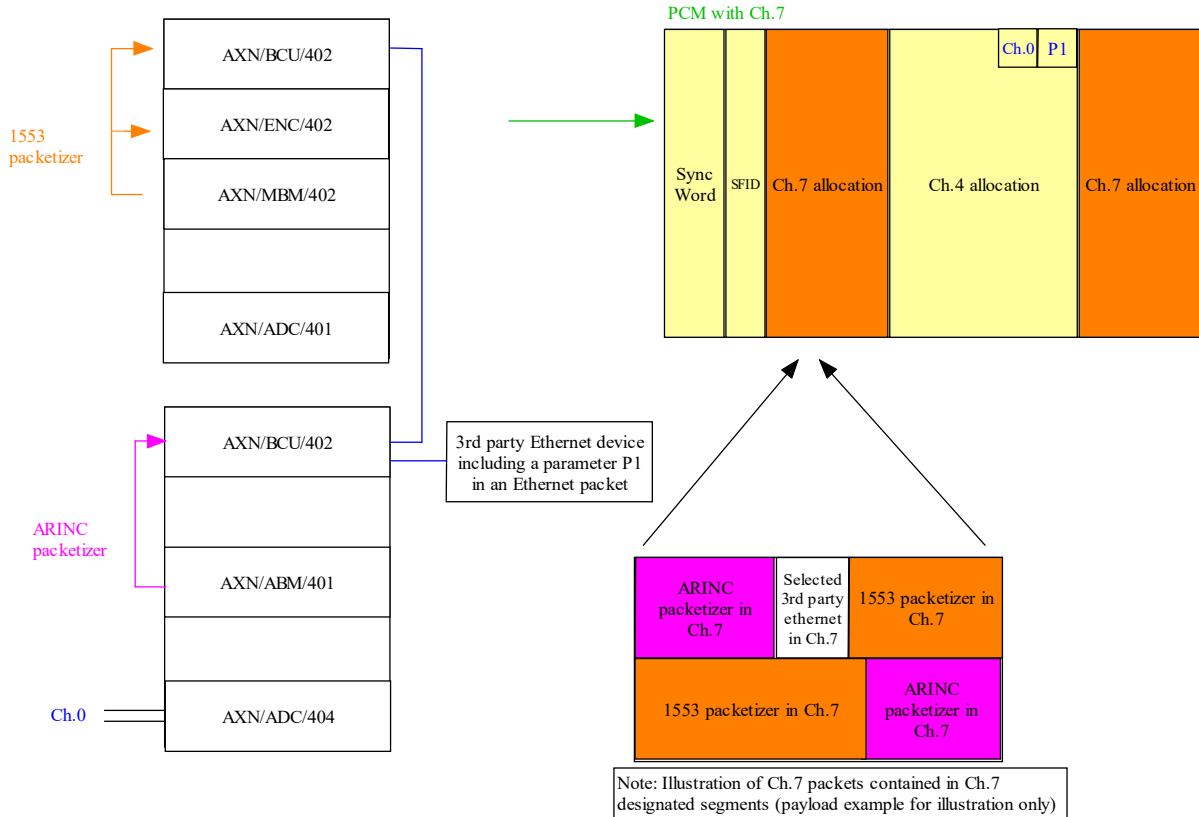 PCM with Ch.7
AXN/BCU/402
AXN/ENC/402
AXN/MBM/402
AXN/ADC/401
1553
packetizer
Ch.0
P1
Sync
Word
SFID
Ch.7 allocation
Ch.4 allocation
Ch.7 allocation
AXN/BCU/402
AXN/ABM/401
AXN/ADC/404
ARINC
packetizer
Ch.0
3rd party Ethernet device
including a parameter P1
in an Ethernet packet
ARINC
packetizer in
Ch.7
Selected
3rd party
ethernet
in Ch.7
1553 packetizer in
Ch.7
1553 packetizer in Ch.7
ARINC
packetizer in
Ch.7
Note: Illustration of Ch.7 packets contained in Ch.7
designated segments (payload example for illustration only)